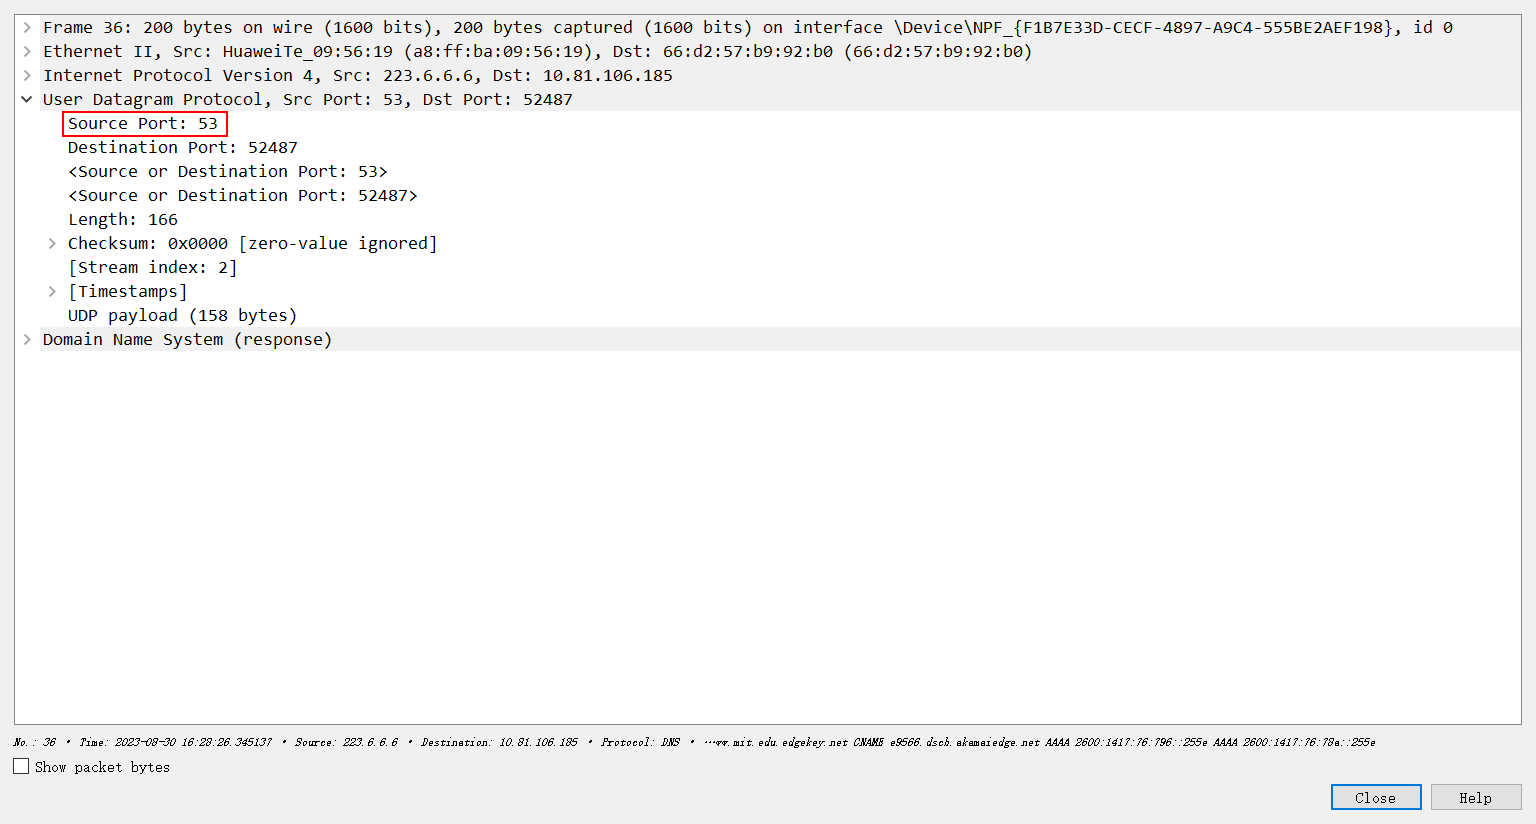 Frame 36: 200 bytes on wire (1600 bits), 200 bytes captured (1600 bits) on interface \Device\NPF_{F1B7E33D-CECF-4897-A9C4-555BE2AEF198}, id 0
Ethernet II, Src: HuaweiTe_09:56:19 (a8:ff:ba:09:56:19), Dst: 66:d2:57:b9:92:b0 (66:d2:57:b9:92:b0)
Internet Protocol Version 4, Src: 223.6.6.6, Dst: 10.81.106.185
User Datagram Protocol, Src Port: 53, Dst Port: 52487
Source Port: 53
Destination Port: 52487
<Source or Destination Port: 53>
<Source or Destination Port: 52487>
Length: 166
Checksum: 0x0000 [zero-value ignored]
[Stream index: 2]
[Timestamps]
UDP payload (158 bytes)
Domain Name System (response)
No.: 36 · Time: 2023-08-30 16:28:26.345137 · Source: 223.6.6.6 · Destination: 10.81.106.185 · Protocol: DNS · …ww.mit.edu.edgekey.net CNAME e9566.dscb.akamaiedge.net AAAA 2600:1417:76:796::255e AAAA 2600:1417:76:78a::255e
Show packet bytes
Close Help